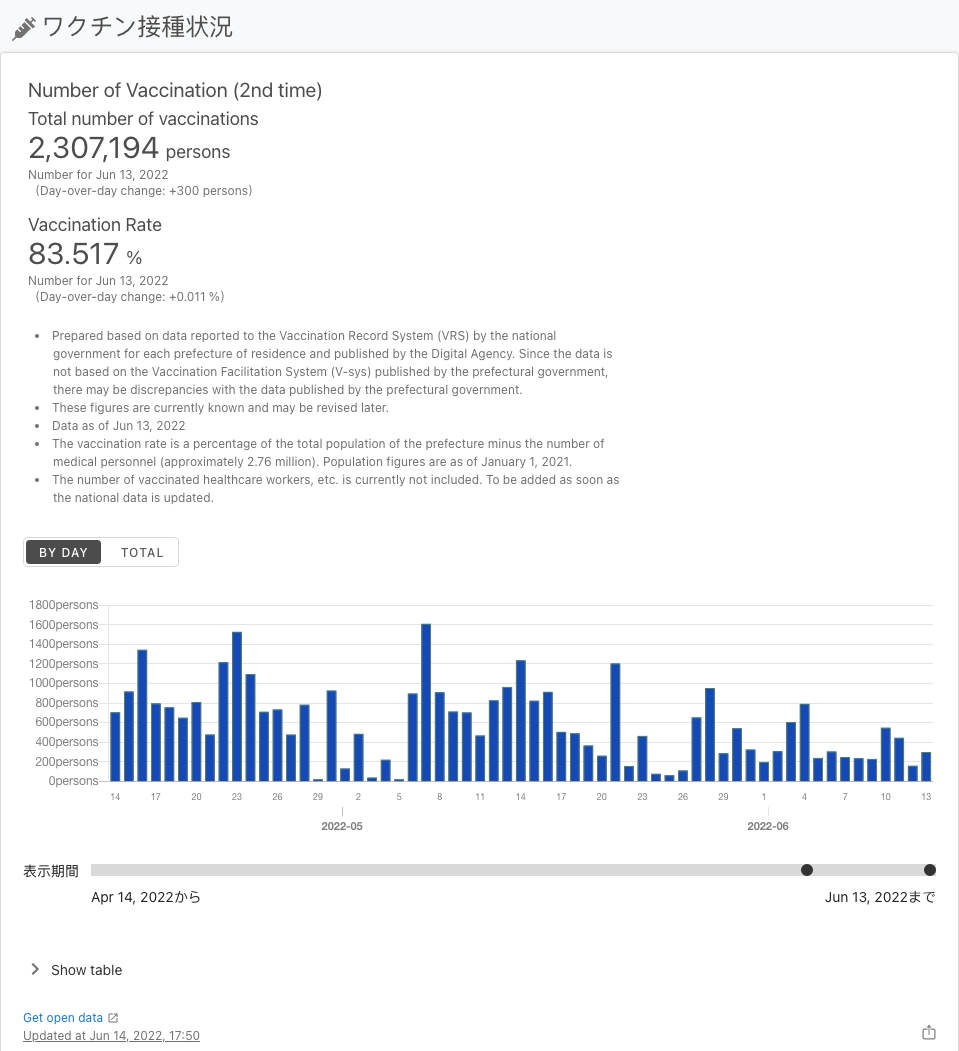 ワクチン接種状況
Number of Vaccination (2nd time)
Total number of vaccinations
2,307,194 persons
Number for Jun 13, 2022
(Day-over-day change: +300 persons)
Vaccination Rate
83.517 %
Number for Jun 13, 2022
(Day-over-day change: +0.011 %)
• Prepared based on data reported to the Vaccination Record System (VRS) by the national
government for each prefecture of residence and published by the Digital Agency. Since the data is
not based on the Vaccination Facilitation System (V-sys) published by the prefectural government,
there may be discrepancies with the data published by the prefectural government.
• These figures are currently known and may be revised later.
• Data as of Jun 13, 2022
• The vaccination rate is a percentage of the total population of the prefecture minus the number of
medical personnel (approximately 2.76 million). Population figures are as of January 1, 2021.
• The number of vaccinated healthcare workers, etc. is currently not included. To be added as soon as
the national data is updated.
BY DAY TOTAL
1800persons
1600persons
1400persons
1200persons
1000persons
800persons
600persons
400persons
200persons
0persons
14 17 20 23 26 29 2 5 8 11 14 17 20 23 26 29 1 4 7 10 13
2022-05 2022-06
表示期間
Apr 14, 2022から Jun 13, 2022まで
Show table
Get open data
Updated at Jun 14, 2022, 17:50